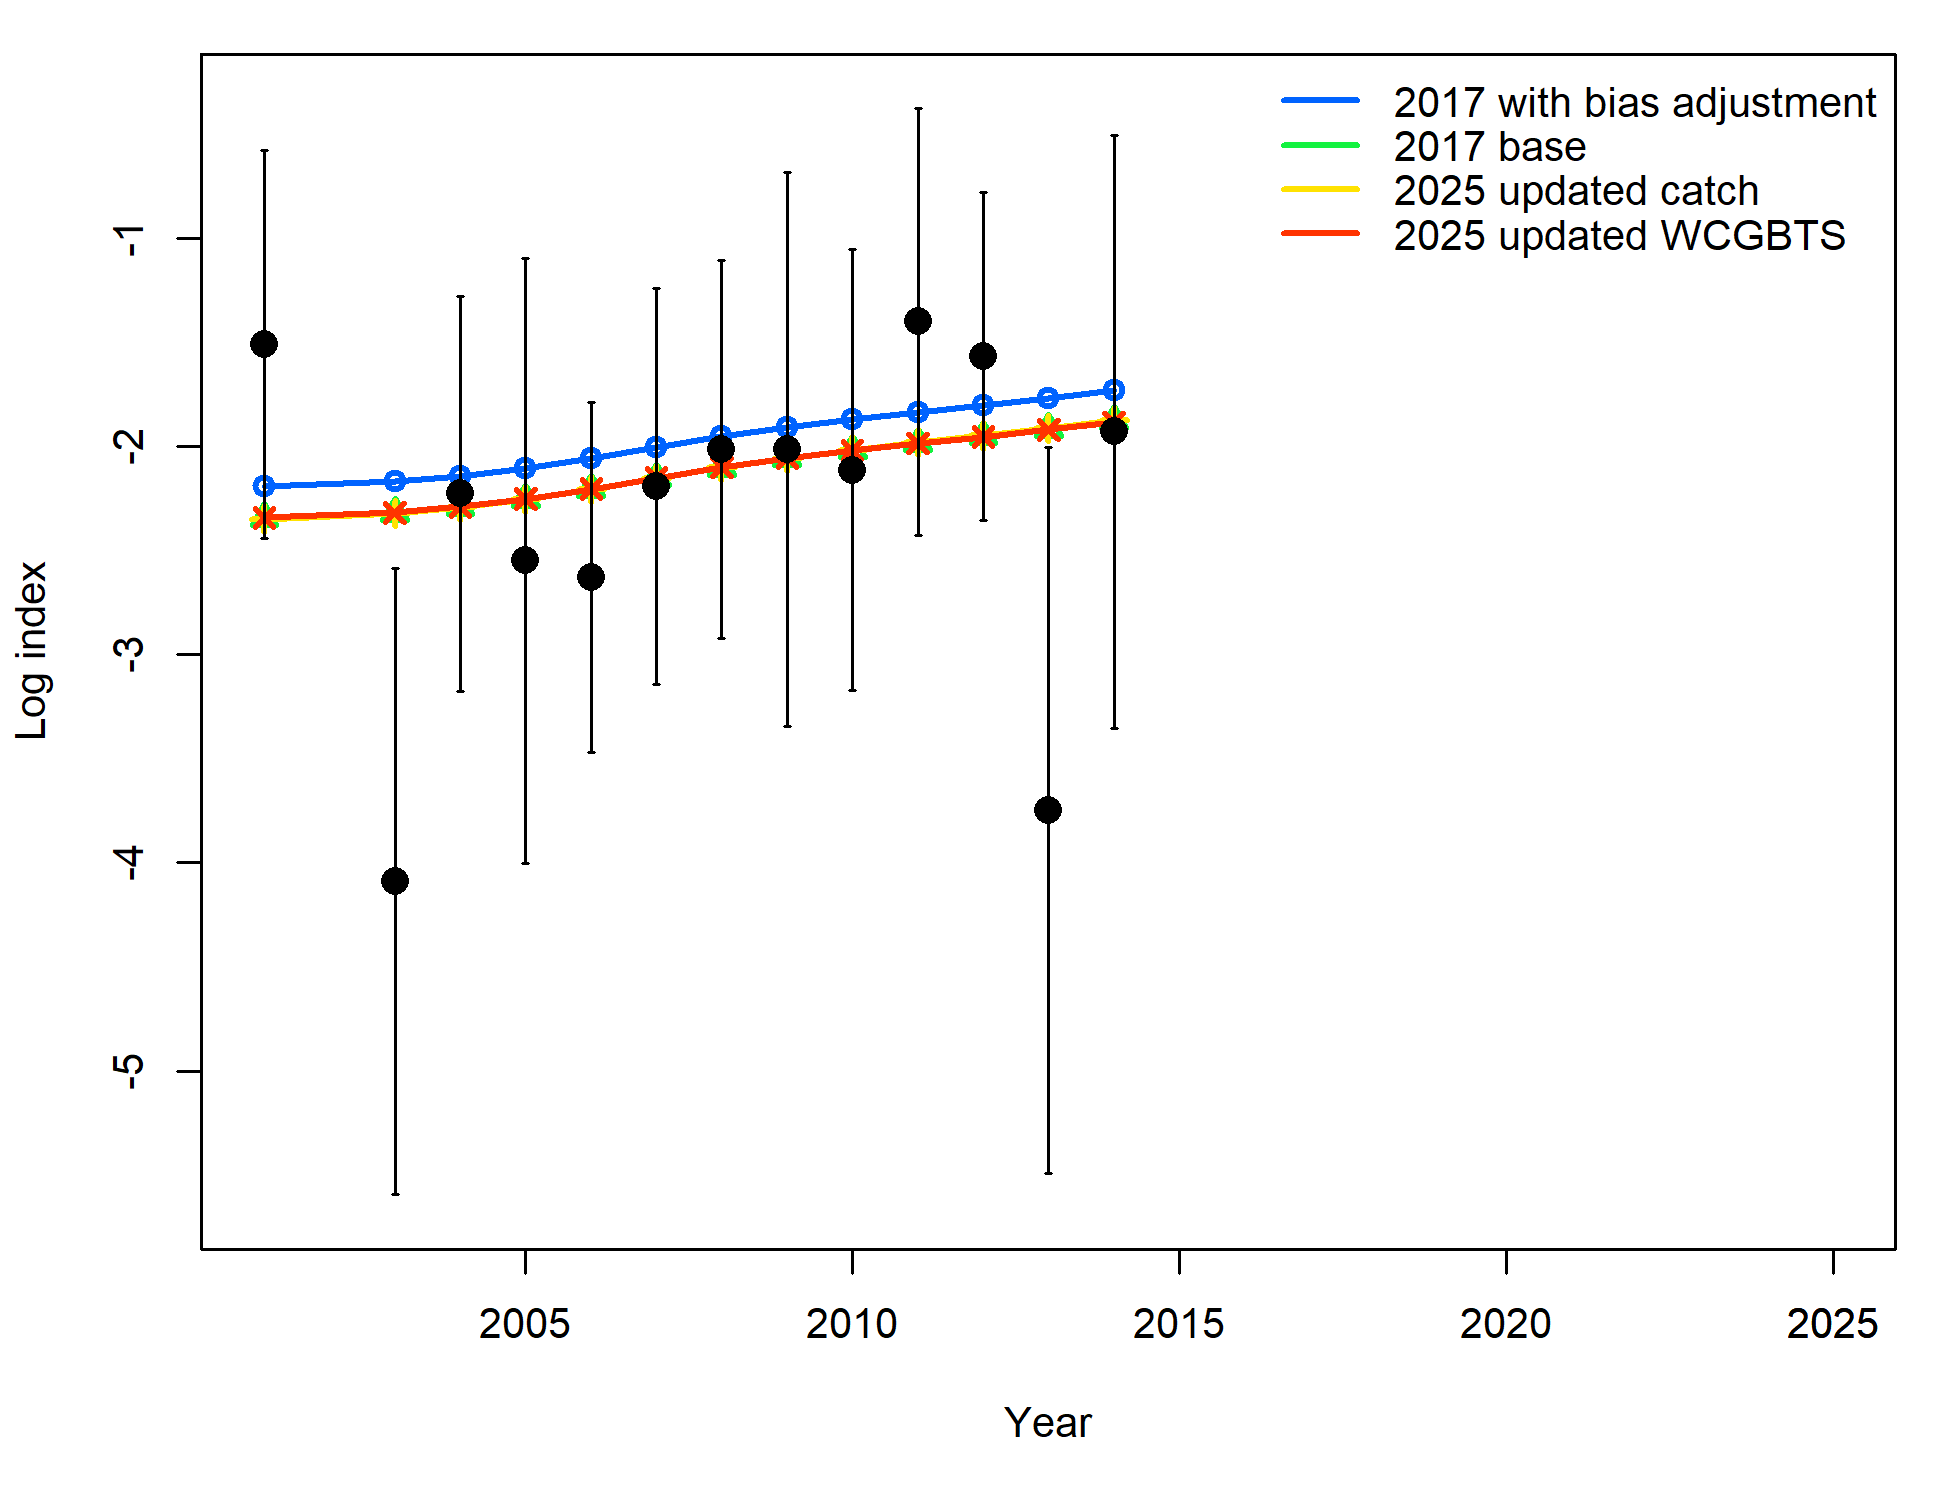 2017 with bias adjustment
2017 base
2025 updated catch
2025 updated WCGBTS
-1
-2
-3
-4
-5
Log index
2005 2010 2015 2020 2025
Year